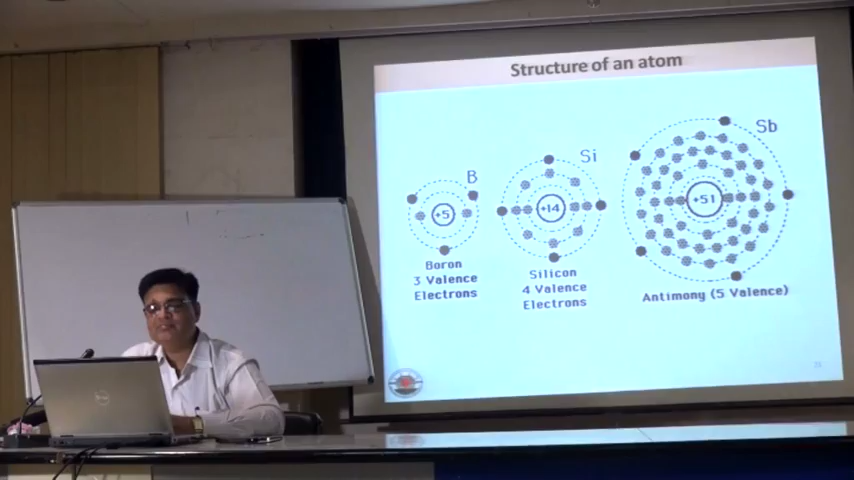 Structure of an atom
B
+5
Boron
3 Valence
Electrons
Si
+14
Silicon
4 Valence
Electrons
Sb
+51
Antimony (5 Valence)